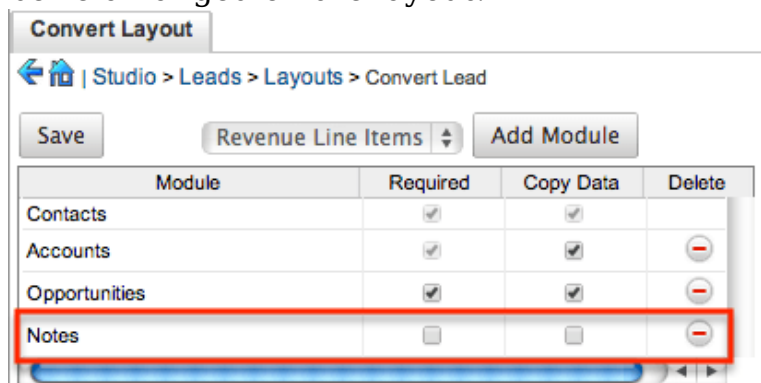 Convert Layout
| Studio > Leads > Layouts > Convert Lead
Save Revenue Line Items Add Module
Module Required Copy Data Delete
Contacts
Accounts
Opportunities
Notes